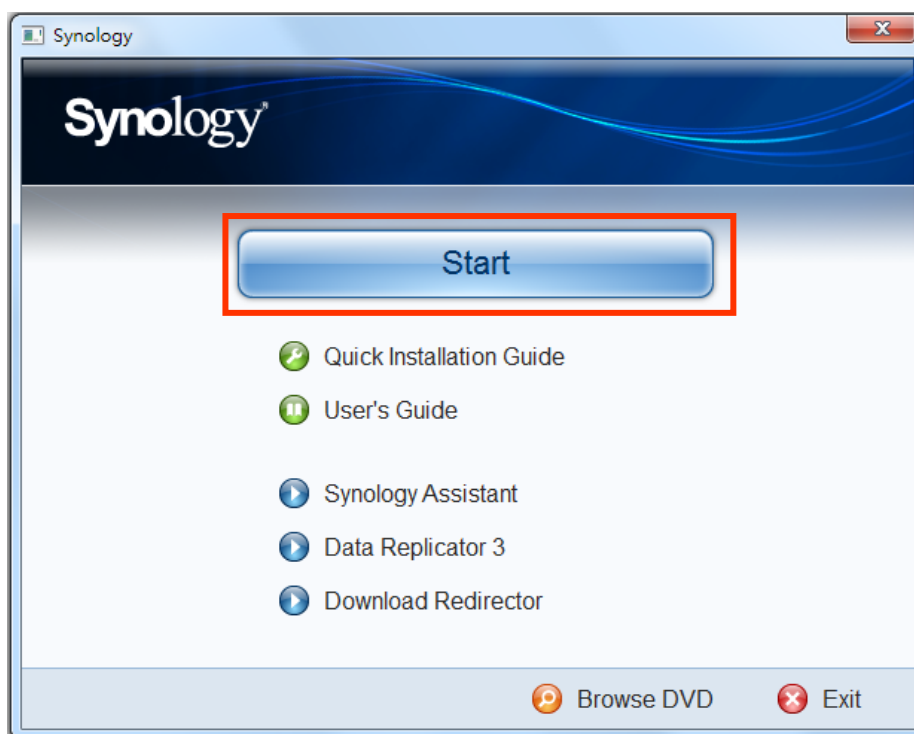 Synology
Synology
Start
Quick Installation Guide
User's Guide
Synology Assistant
Data Replicator 3
Download Redirector
Browse DVD
Exit